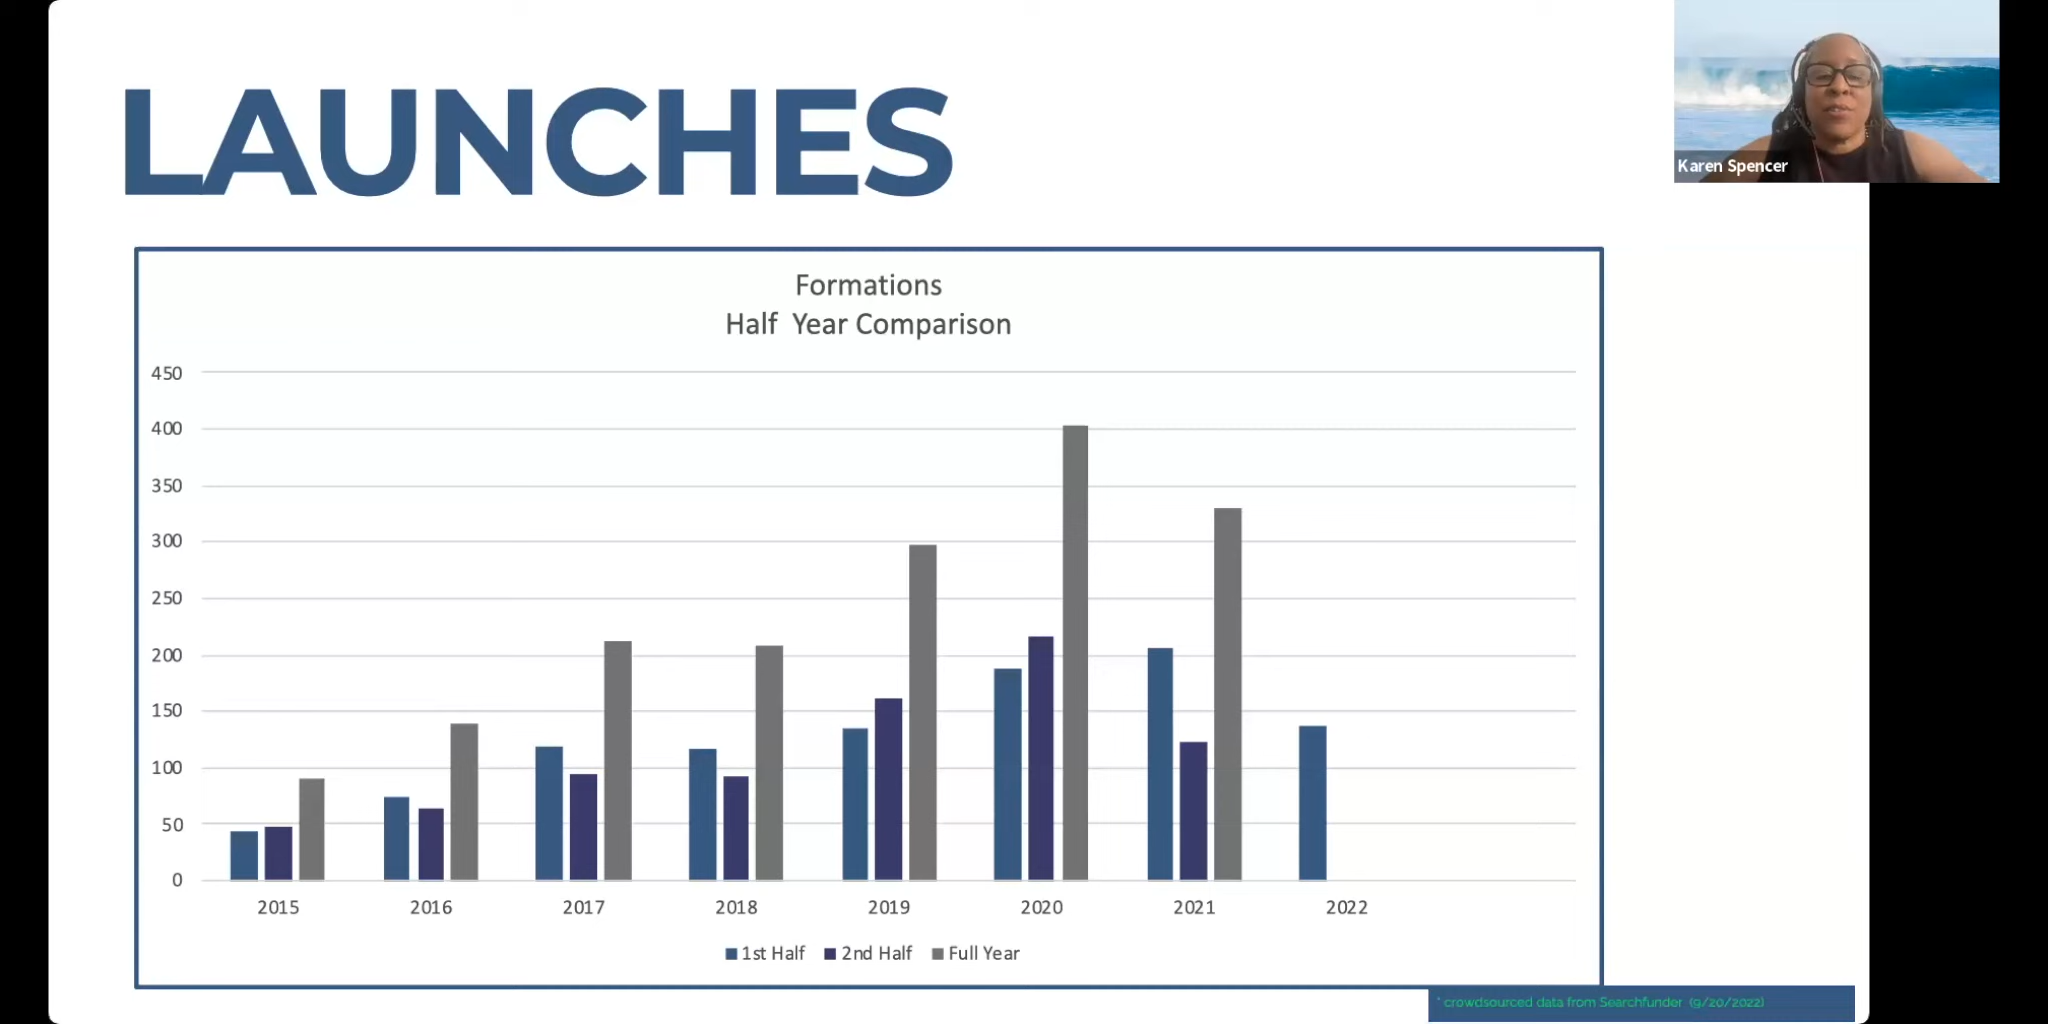 LAUNCHES
Karen Spencer
Formations
Half Year Comparison
450
400
350
300
250
200
150
100
50
0
2015 2016 2017 2018 2019 2020 2021 2022
1st Half 2nd Half Full Year
* crowdsourced data from Searchfunder (9/20/2022)